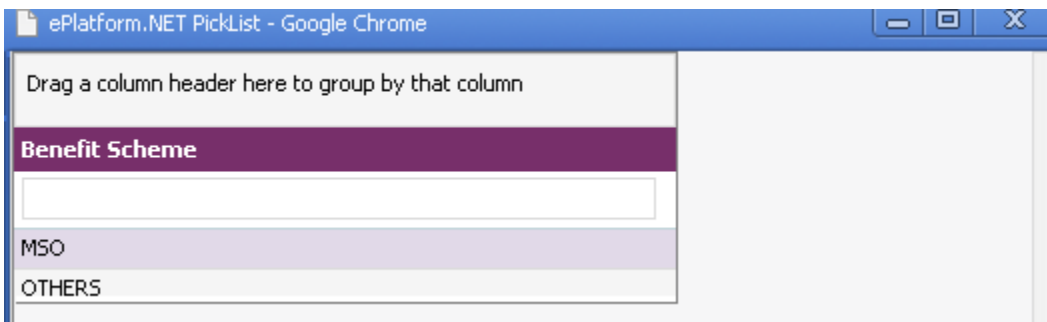 ePlatform.NET PickList - Google Chrome
Drag a column header here to group by that column
Benefit Scheme
MSO
OTHERS